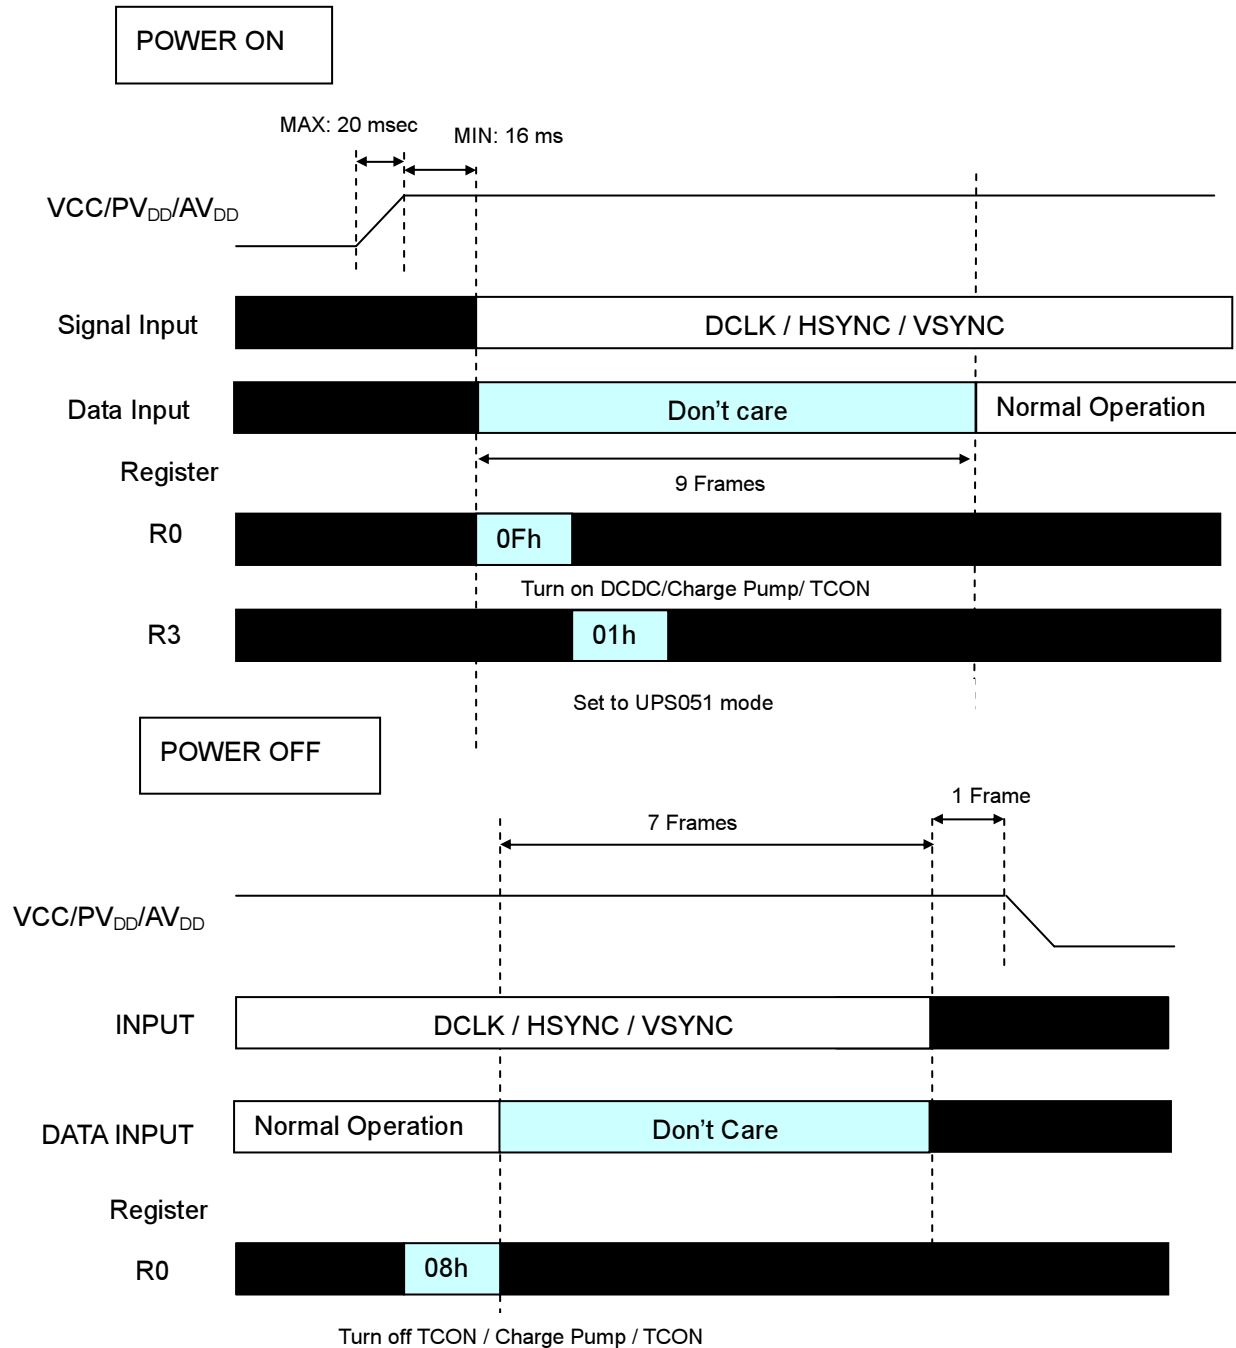 POWER ON
MAX: 20 msec
MIN: 16 ms
VCC/PVDD/AVDD
Signal Input
DCLK / HSYNC / VSYNC
Data Input
Don't care
Normal Operation
Register
9 Frames
R0
0Fh
Turn on DCDC/Charge Pump/ TCON
R3
01h
Set to UPS051 mode
POWER OFF
1 Frame
7 Frames
VCC/PVDD/AVDD
INPUT
DCLK / HSYNC / VSYNC
DATA INPUT
Normal Operation
Don't Care
Register
R0
08h
Turn off TCON / Charge Pump / TCON